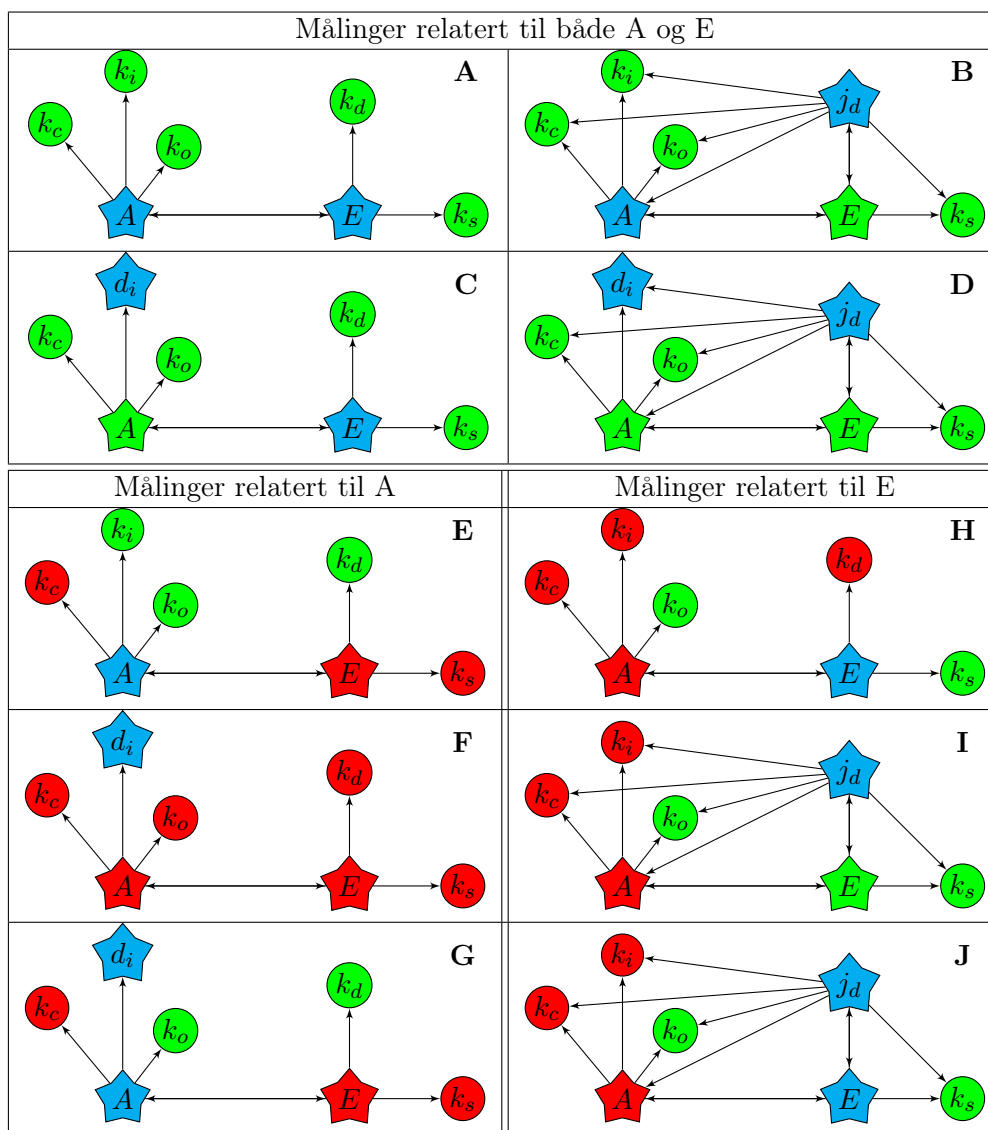 Målinger relatert til både A og E
k_i A k_d k_c k_o A E k_s
k_i B j_d k_c k_o A E k_s
d_i C k_d k_c k_o A E k_s
d_i D j_d k_c k_o A E k_s
Målinger relatert til A
Målinger relatert til E
k_i E k_d k_c k_o A E k_s
k_i H k_d k_c k_o A E k_s
d_i F k_d k_c k_o A E k_s
k_i I j_d k_c k_o A E k_s
d_i G k_d k_c k_o A E k_s
k_i J j_d k_c k_o A E k_s